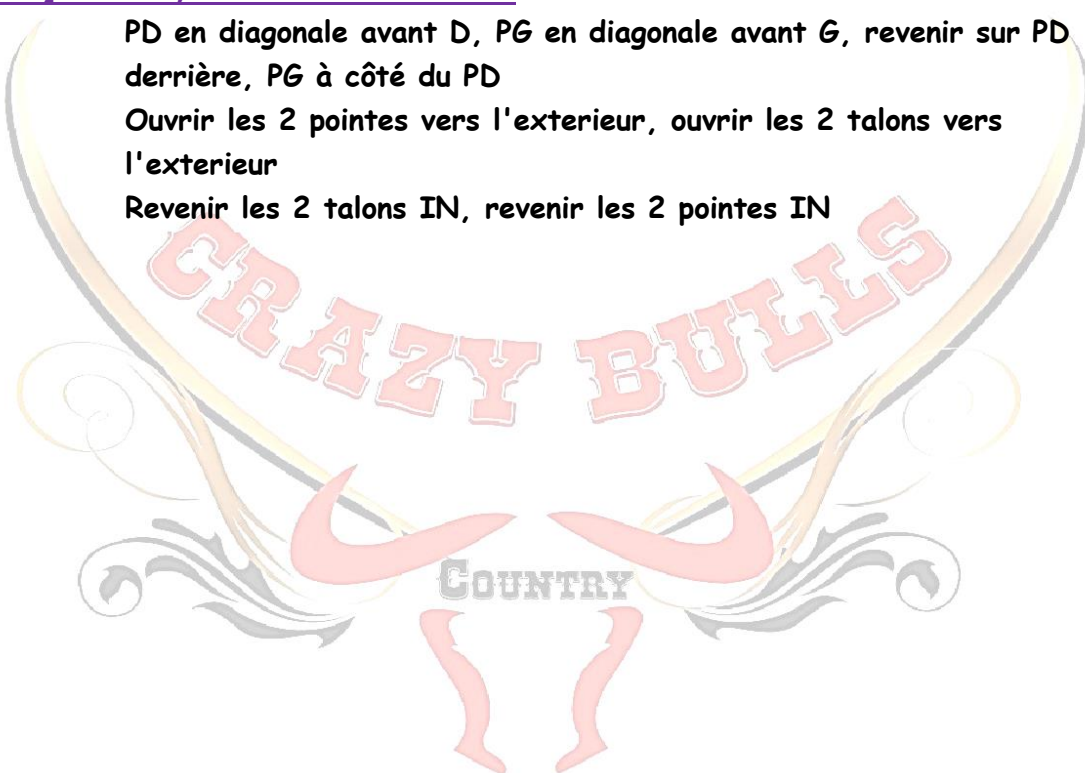 PD en diagonale avant D, PG en diagonale avant G, revenir sur PD
derrière, PG à côté du PD
Ouvrir les 2 pointes vers l'exterieur, ouvrir les 2 talons vers
l'exterieur
Revenir les 2 talons IN, revenir les 2 pointes IN
CRAZY BULLS
COUNTRY